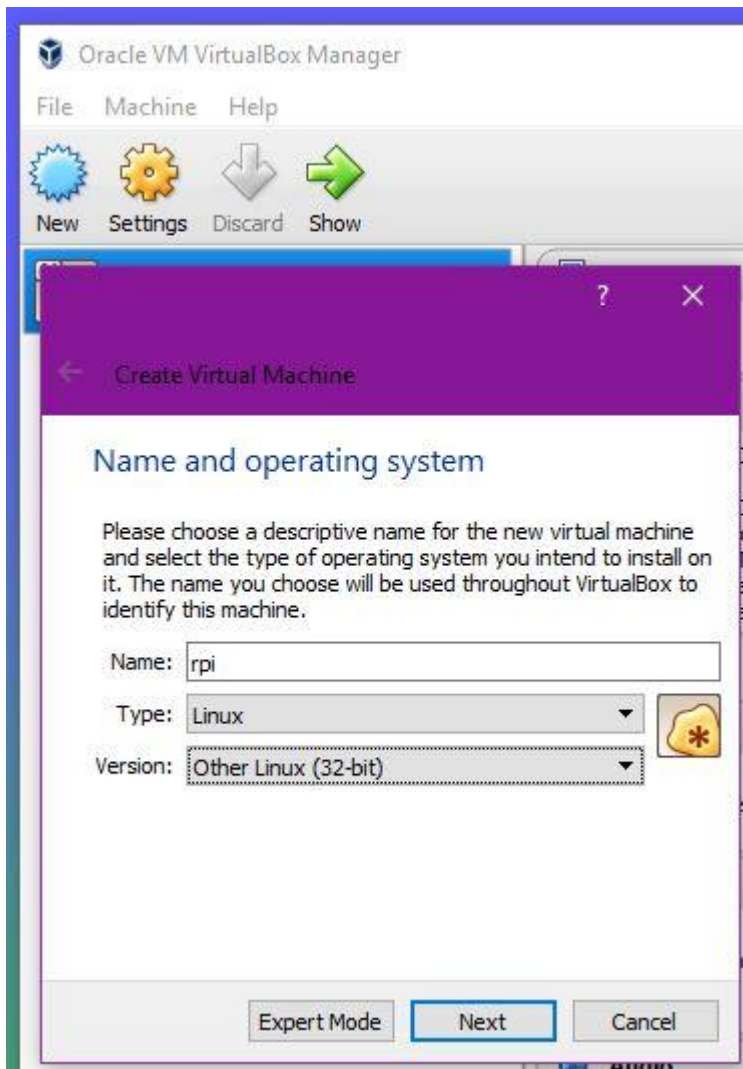 Oracle VM VirtualBox Manager
File Machine Help
New Settings Discard Show
? ×
← Create Virtual Machine
Name and operating system
Please choose a descriptive name for the new virtual machine
and select the type of operating system you intend to install on
it. The name you choose will be used throughout VirtualBox to
identify this machine.
Name: rpi
Type: Linux
Version: Other Linux (32-bit)
Expert Mode Next Cancel
Audio